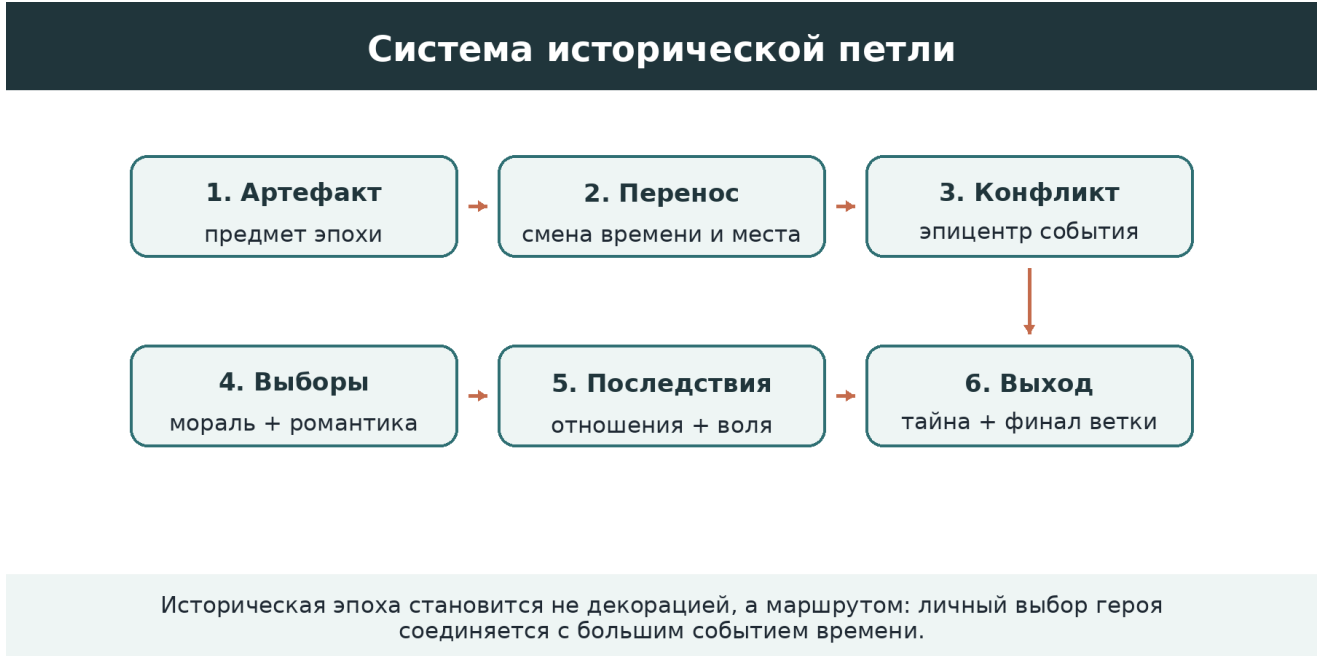 Система исторической петли
1. Артефакт
предмет эпохи
2. Перенос
смена времени и места
3. Конфликт
эпицентр события
4. Выборы
мораль + романтика
5. Последствия
отношения + воля
6. Выход
тайна + финал ветки
Историческая эпоха становится не декорацией, а маршрутом: личный выбор героя
соединяется с большим событием времени.